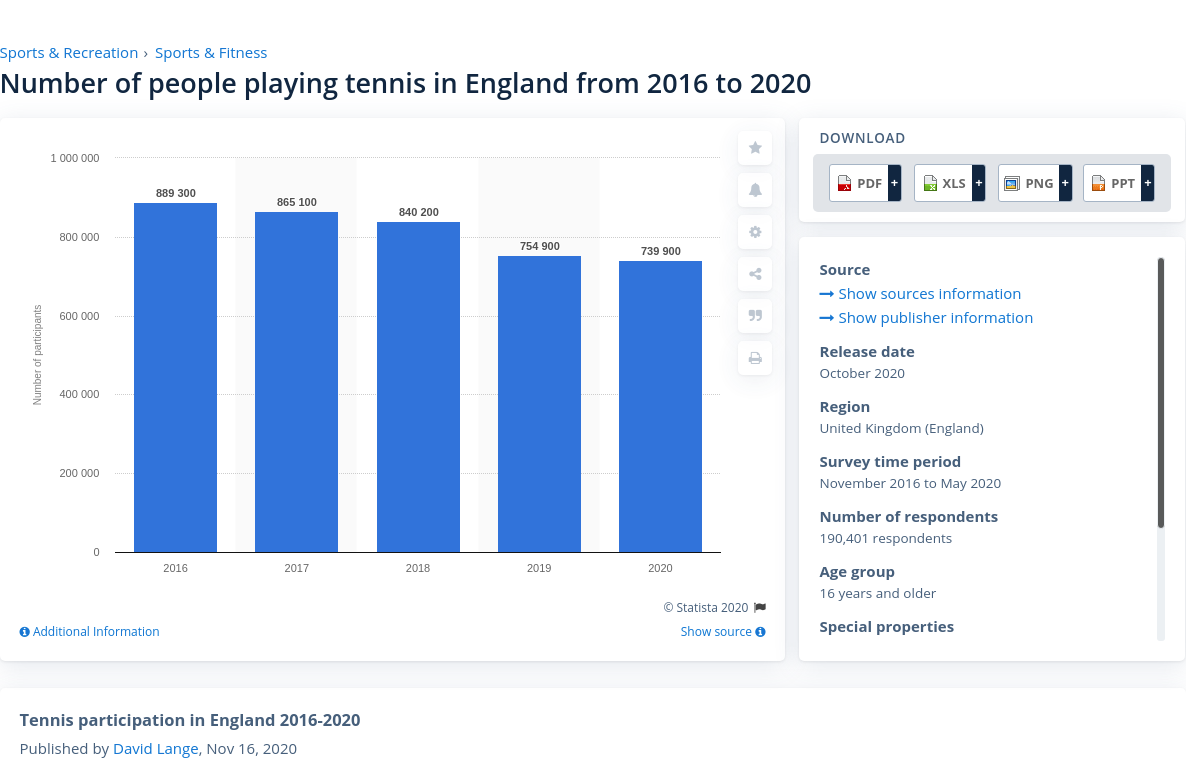 Sports & Recreation › Sports & Fitness
Number of people playing tennis in England from 2016 to 2020
1 000 000
800 000
600 000
400 000
200 000
0
Number of participants
889 300
865 100
840 200
754 900
739 900
2016
2017
2018
2019
2020
© Statista 2020
Additional Information
Show source
DOWNLOAD
PDF +
XLS +
PNG +
PPT +
Source
Show sources information
Show publisher information
Release date
October 2020
Region
United Kingdom (England)
Survey time period
November 2016 to May 2020
Number of respondents
190,401 respondents
Age group
16 years and older
Special properties
Tennis participation in England 2016-2020
Published by David Lange, Nov 16, 2020